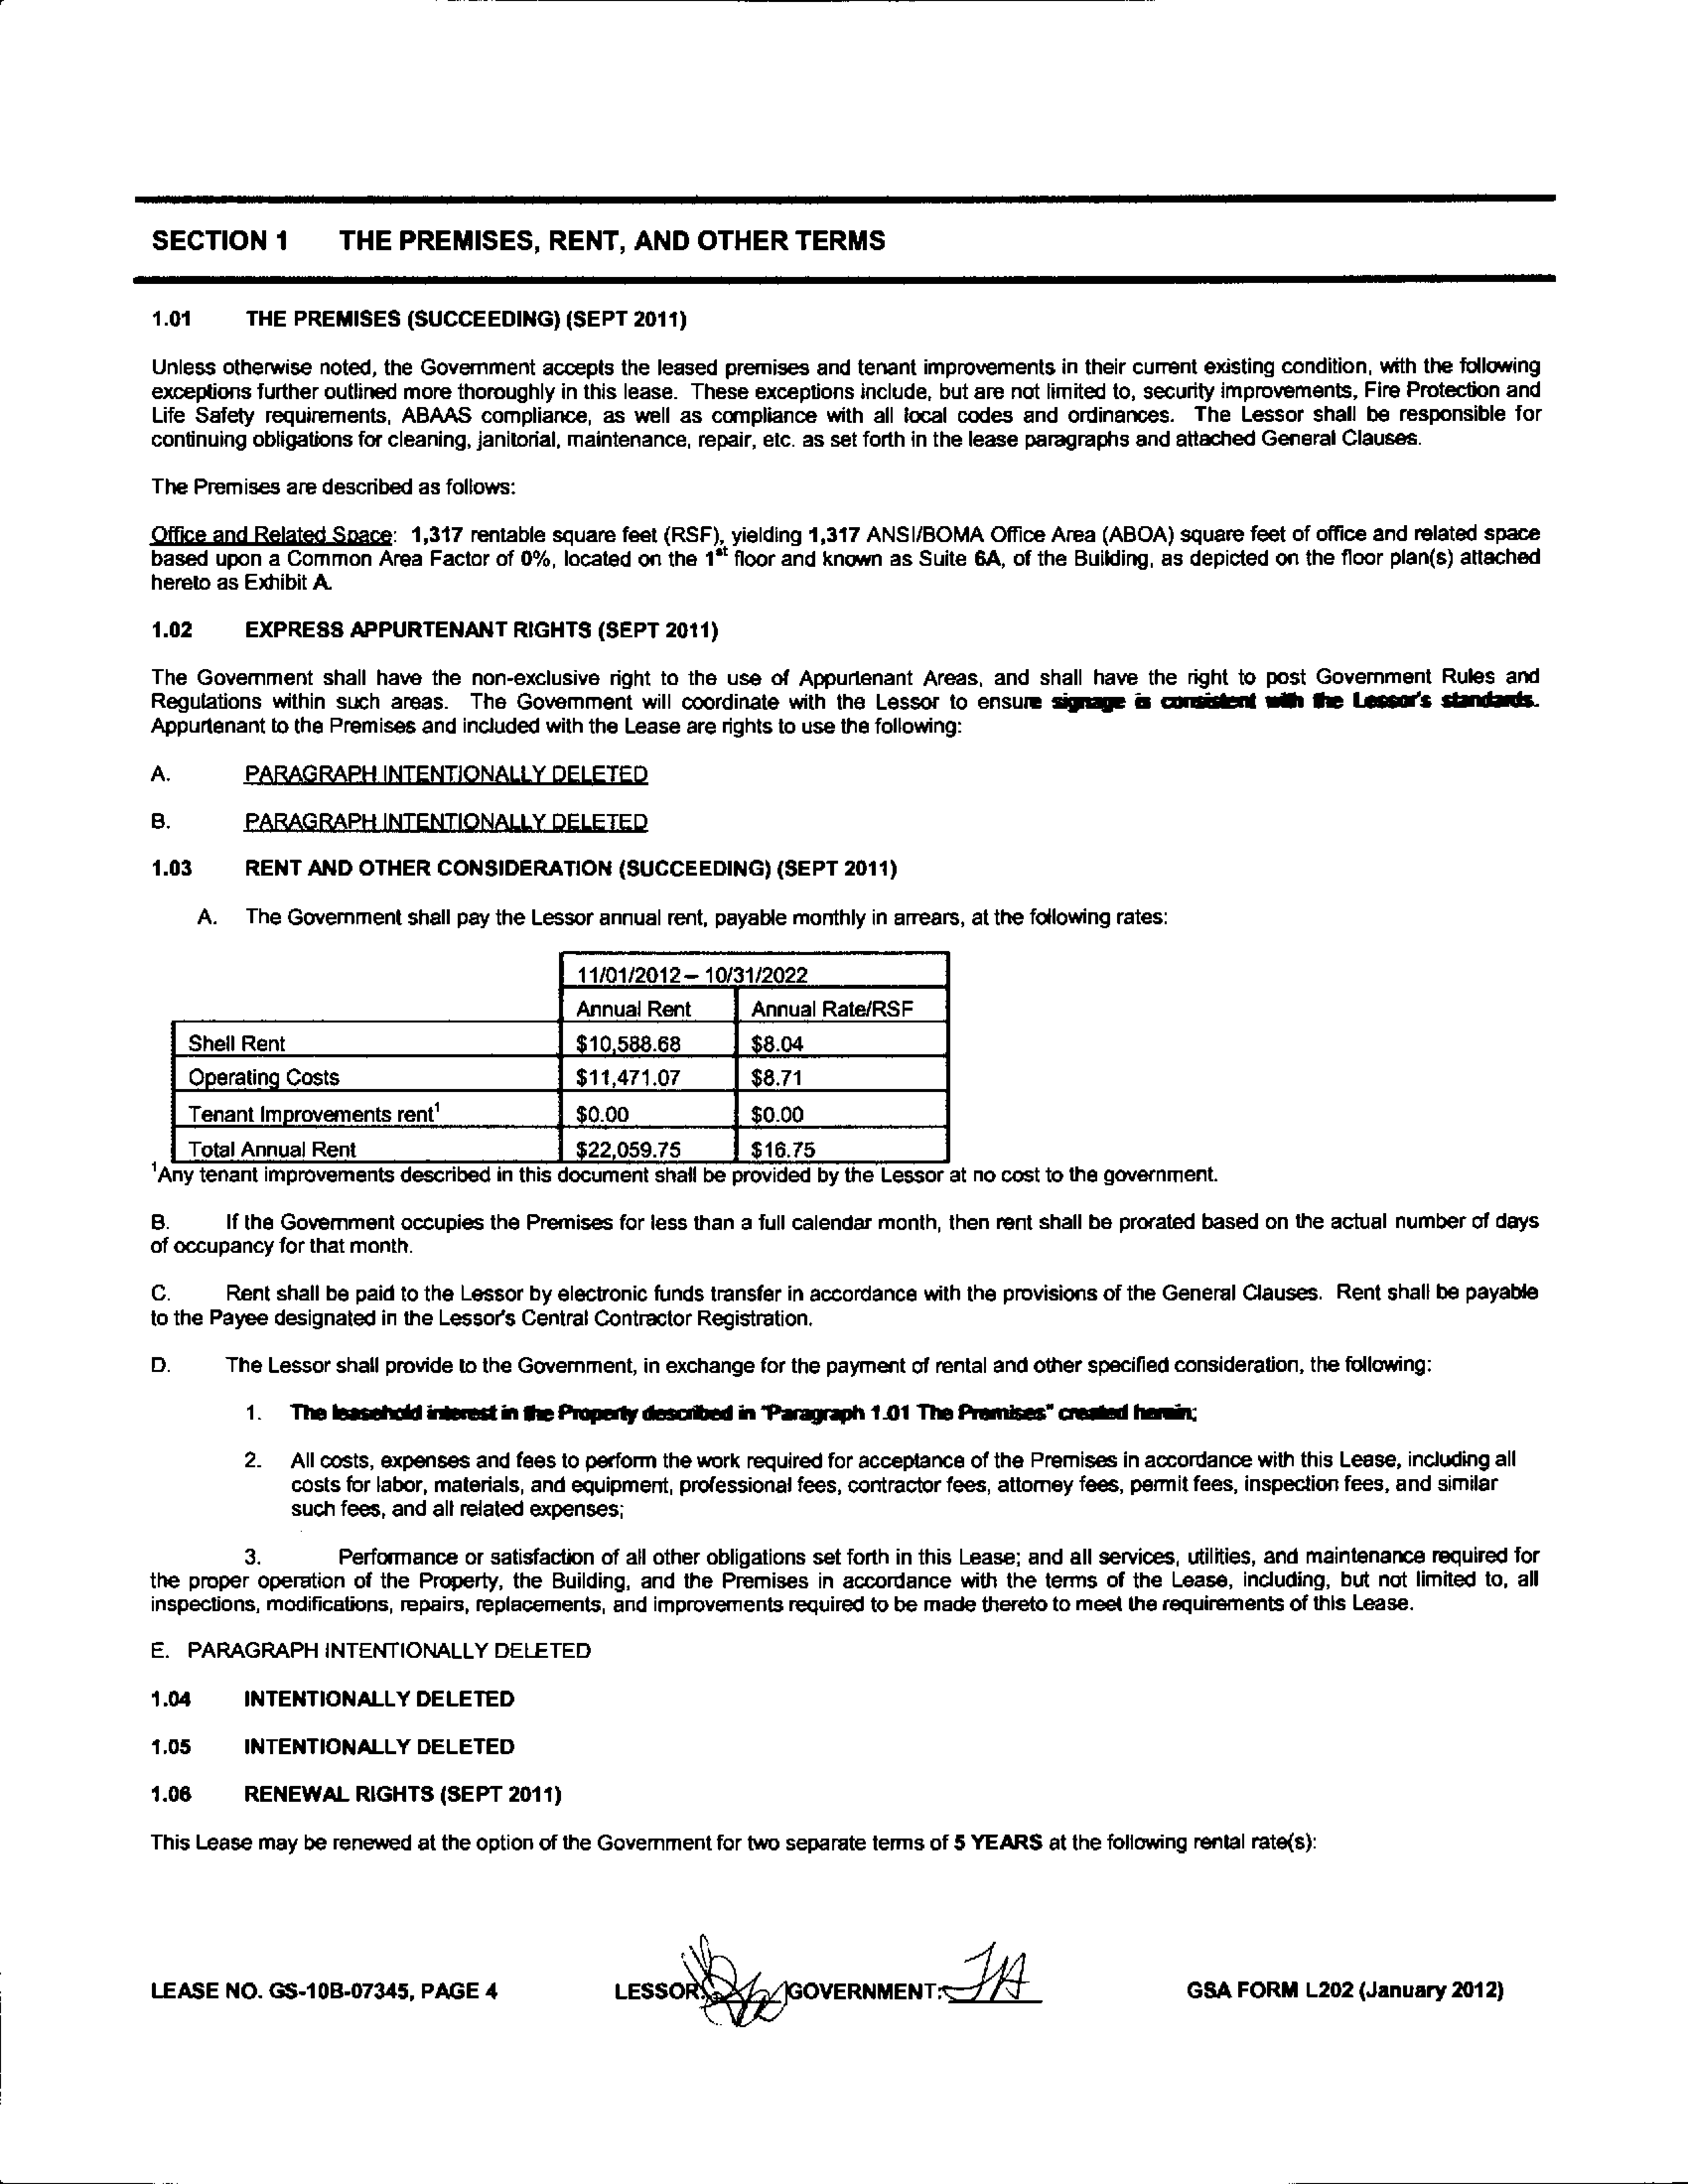 SECTION 1 THE PREMISES, RENT, AND OTHER TERMS
1.01 THE PREMISES (SUCCEEDING) (SEPT 2011)
Unless otherwise noted, the Government accepts the leased premises and tenant improvements in their current existing condition, with the following
exceptions further outlined more thoroughly in this lease. These exceptions include, but are not limited to, security improvements, Fire Protection and
Life Safety requirements, ABAAS compliance, as well as compliance with all local codes and ordinances. The Lessor shall be responsible for
continuing obligations for cleaning, janitorial, maintenance, repair, etc. as set forth in the lease paragraphs and attached General Clauses.
The Premises are described as follows:
Office and Related Space: 1,317 rentable square feet (RSF), yielding 1,317 ANSI/BOMA Office Area (ABOA) square feet of office and related space
based upon a Common Area Factor of 0%, located on the 1st floor and known as Suite 6A, of the Building, as depicted on the floor plan(s) attached
hereto as Exhibit A.
1.02 EXPRESS APPURTENANT RIGHTS (SEPT 2011)
The Government shall have the non-exclusive right to the use of Appurtenant Areas, and shall have the right to post Government Rules and
Regulations within such areas. The Government will coordinate with the Lessor to ensure signage is consistent with the Lessor's standards.
Appurtenant to the Premises and included with the Lease are rights to use the following:
A. PARAGRAPH INTENTIONALLY DELETED
B. PARAGRAPH INTENTIONALLY DELETED
1.03 RENT AND OTHER CONSIDERATION (SUCCEEDING) (SEPT 2011)
A. The Government shall pay the Lessor annual rent, payable monthly in arrears, at the following rates:
11/01/2012 – 10/31/2022
Annual Rent Annual Rate/RSF
Shell Rent $10,588.68 $8.04
Operating Costs $11,471.07 $8.71
Tenant Improvements rent1 $0.00 $0.00
Total Annual Rent $22,059.75 $16.75
1Any tenant improvements described in this document shall be provided by the Lessor at no cost to the government.
B. If the Government occupies the Premises for less than a full calendar month, then rent shall be prorated based on the actual number of days
of occupancy for that month.
C. Rent shall be paid to the Lessor by electronic funds transfer in accordance with the provisions of the General Clauses. Rent shall be payable
to the Payee designated in the Lessor's Central Contractor Registration.
D. The Lessor shall provide to the Government, in exchange for the payment of rental and other specified consideration, the following:
1. The leasehold interest in the Property described in "Paragraph 1.01 The Premises" created herein;
2. All costs, expenses and fees to perform the work required for acceptance of the Premises in accordance with this Lease, including all
costs for labor, materials, and equipment, professional fees, contractor fees, attorney fees, permit fees, inspection fees, and similar
such fees, and all related expenses;
3. Performance or satisfaction of all other obligations set forth in this Lease; and all services, utilities, and maintenance required for
the proper operation of the Property, the Building, and the Premises in accordance with the terms of the Lease, including, but not limited to, all
inspections, modifications, repairs, replacements, and improvements required to be made thereto to meet the requirements of this Lease.
E. PARAGRAPH INTENTIONALLY DELETED
1.04 INTENTIONALLY DELETED
1.05 INTENTIONALLY DELETED
1.06 RENEWAL RIGHTS (SEPT 2011)
This Lease may be renewed at the option of the Government for two separate terms of 5 YEARS at the following rental rate(s):
LEASE NO. GS-10B-07345, PAGE 4 LESSOR: GOVERNMENT: GSA FORM L202 (January 2012)